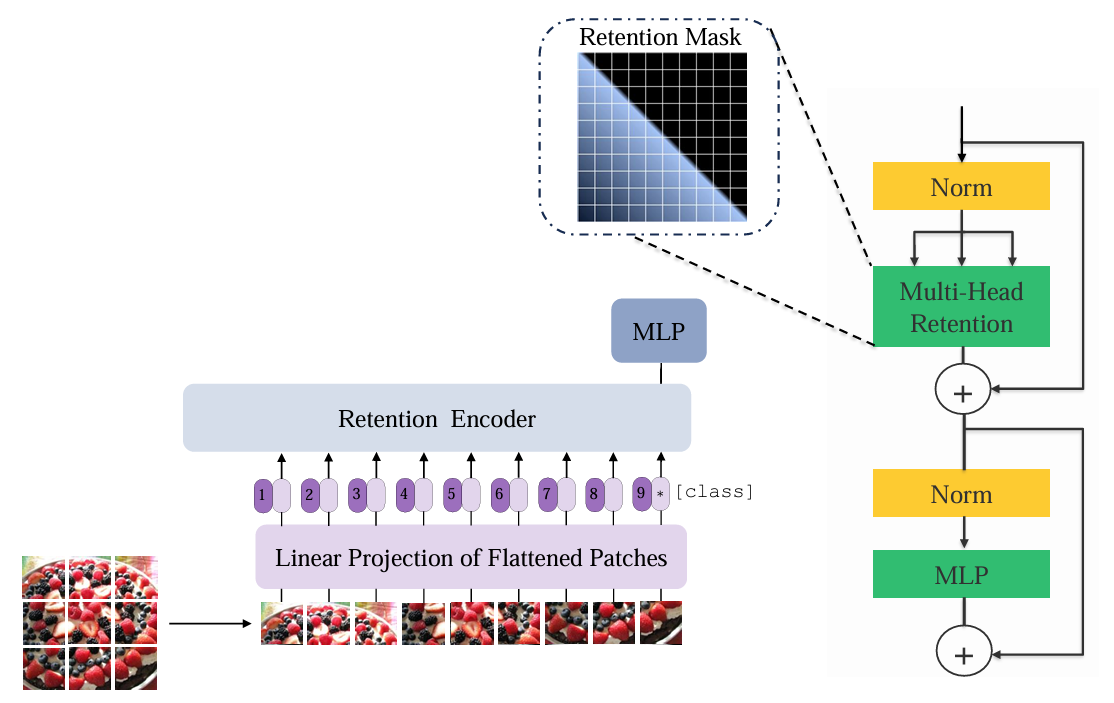 Retention Mask
Norm
Multi-Head
Retention
+
Norm
MLP
+
MLP
Retention Encoder
1 2 3 4 5 6 7 8 9 * [class]
Linear Projection of Flattened Patches